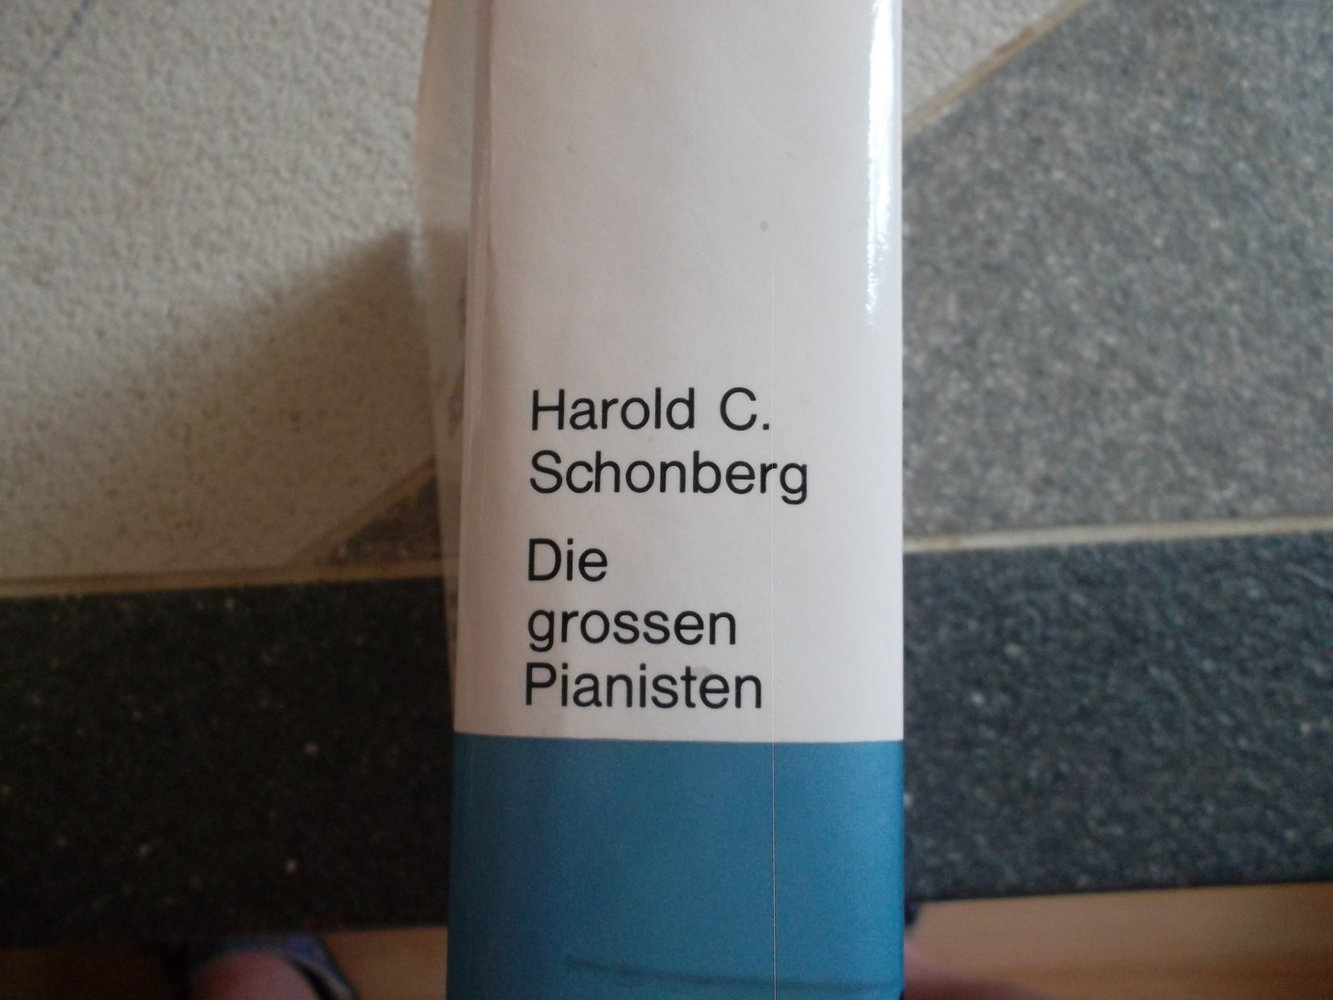 Harold C.
Schonberg
Die
grossen
Pianisten